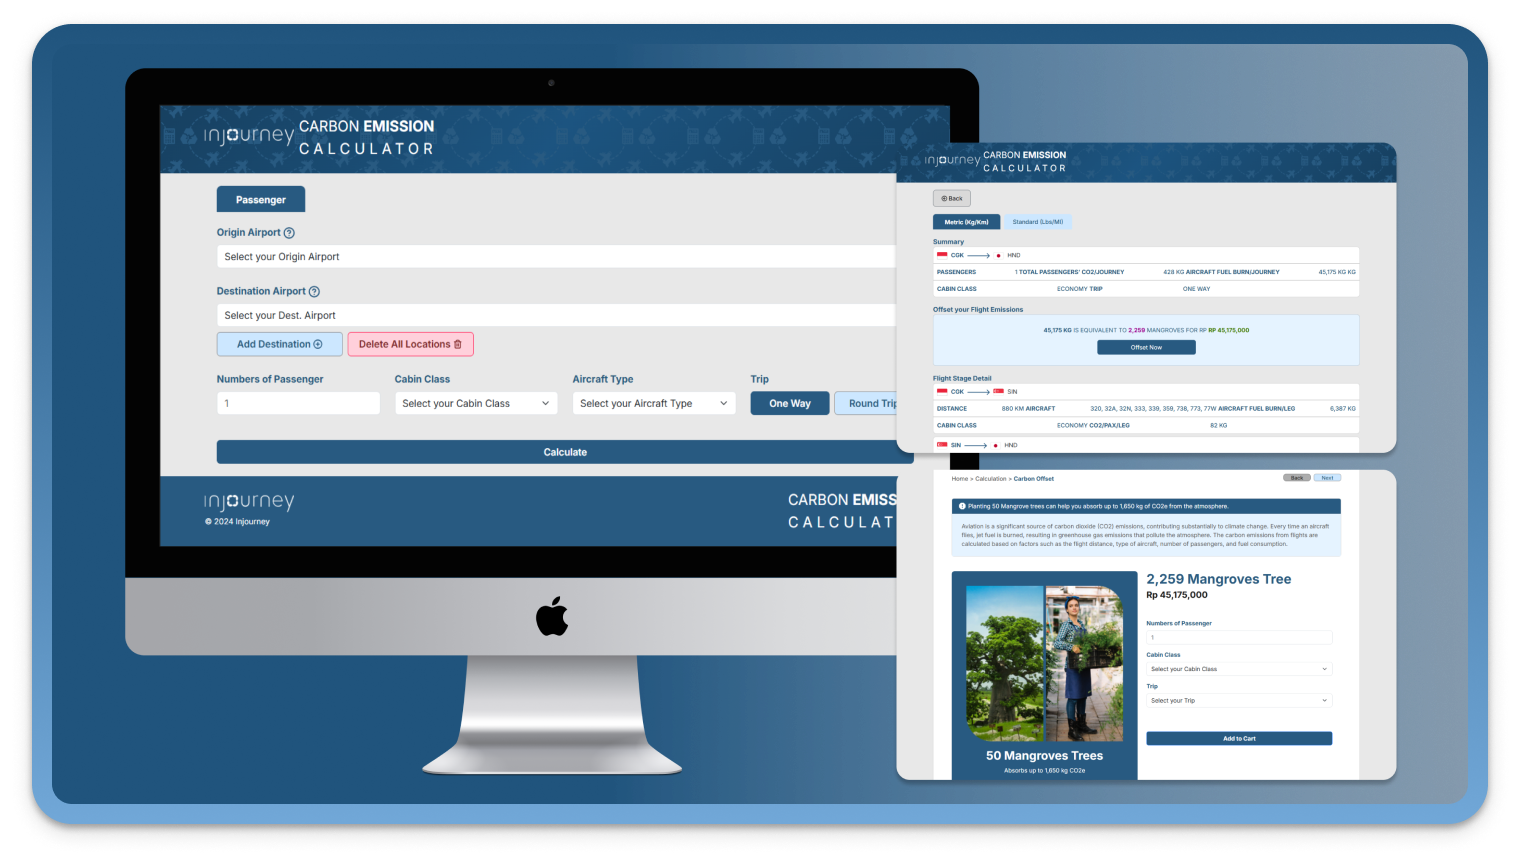 injourney CARBON EMISSION
CALCULATOR
Passenger
Origin Airport
Select your Origin Airport
Destination Airport
Select your Dest. Airport
Add Destination
Delete All Locations
Numbers of Passenger Cabin Class Aircraft Type Trip
1 Select your Cabin Class Select your Aircraft Type One Way Round Trip
Calculate
injourney
© 2024 Injourney
CARBON EMISS
CALCULAT
injourney CARBON EMISSION
CALCULATOR
Back
Metric (Kg/Km) Standard (Lbs/Mi)
Summary
CGK HND
PASSENGERS 1 TOTAL PASSENGERS' CO2/JOURNEY 428 KG AIRCRAFT FUEL BURN/JOURNEY 45,175 KG KG
CABIN CLASS ECONOMY TRIP ONE WAY
Offset your Flight Emissions
45,175 KG IS EQUIVALENT TO 2,259 MANGROVES FOR RP RP 45,175,000
Offset Now
Flight Stage Detail
CGK SIN
DISTANCE 880 KM AIRCRAFT 320, 32A, 32N, 333, 339, 359, 738, 773, 77W AIRCRAFT FUEL BURN/LEG 6,387 KG
CABIN CLASS ECONOMY CO2/PAX/LEG 82 KG
SIN HND
Home > Calculation > Carbon Offset
Back Next
Planting 50 Mangrove trees can help you absorb up to 1,650 kg of CO2e from the atmosphere.
Aviation is a significant source of carbon dioxide (CO2) emissions, contributing substantially to climate change. Every time an aircraft
flies, jet fuel is burned, resulting in greenhouse gas emissions that pollute the atmosphere. The carbon emissions from flights are
calculated based on factors such as the flight distance, type of aircraft, number of passengers, and fuel consumption.
2,259 Mangroves Tree
Rp 45,175,000
Numbers of Passenger
1
Cabin Class
Select your Cabin Class
Trip
Select your Trip
Add to Cart
50 Mangroves Trees
Absorbs up to 1,650 kg CO2e